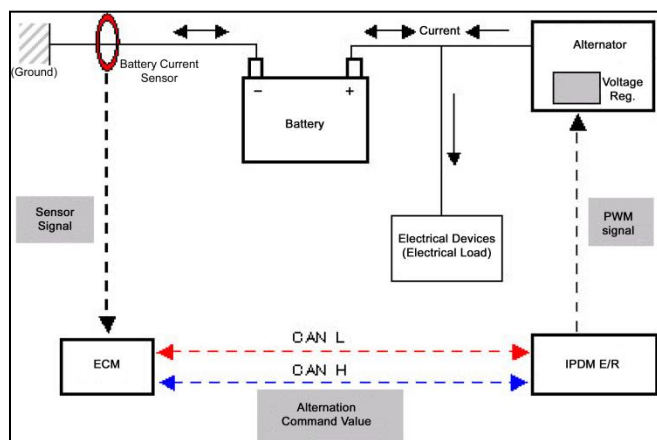 Current
Alternator
(Ground)
Battery Current
Sensor
Voltage
Reg.
−
+
Battery
Sensor
Signal
PWM
signal
Electrical Devices
(Electrical Load)
CAN L
ECM
IPDM E/R
CAN H
Alternation
Command Value